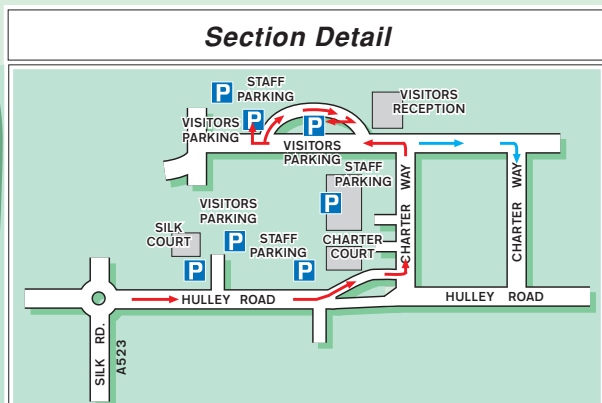 Section Detail
P
STAFF
PARKING
VISITORS
RECEPTION
P
VISITORS
PARKING
P
VISITORS
PARKING
STAFF
PARKING
P
VISITORS
PARKING
SILK
COURT
P
STAFF
PARKING
CHARTER
COURT
P
P
CHARTER WAY
CHARTER WAY
HULLEY ROAD
HULLEY ROAD
SILK RD.
A523